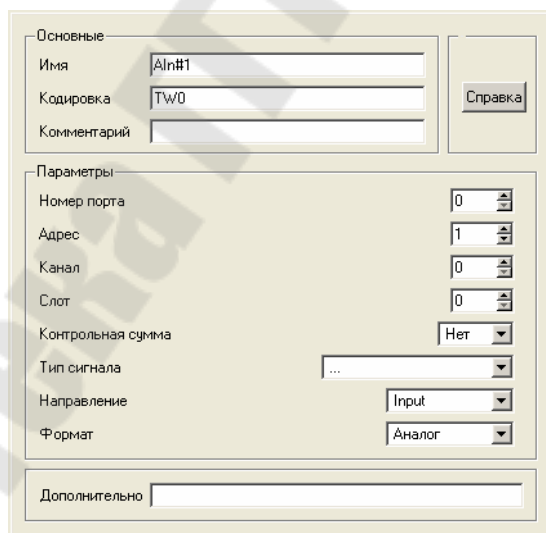 Основные
Имя AIn#1
Кодировка TW0
Комментарий
Справка
Параметры
Номер порта 0
Адрес 1
Канал 0
Слот 0
Контрольная сумма Нет
Тип сигнала ...
Направление Input
Формат Аналог
Дополнительно